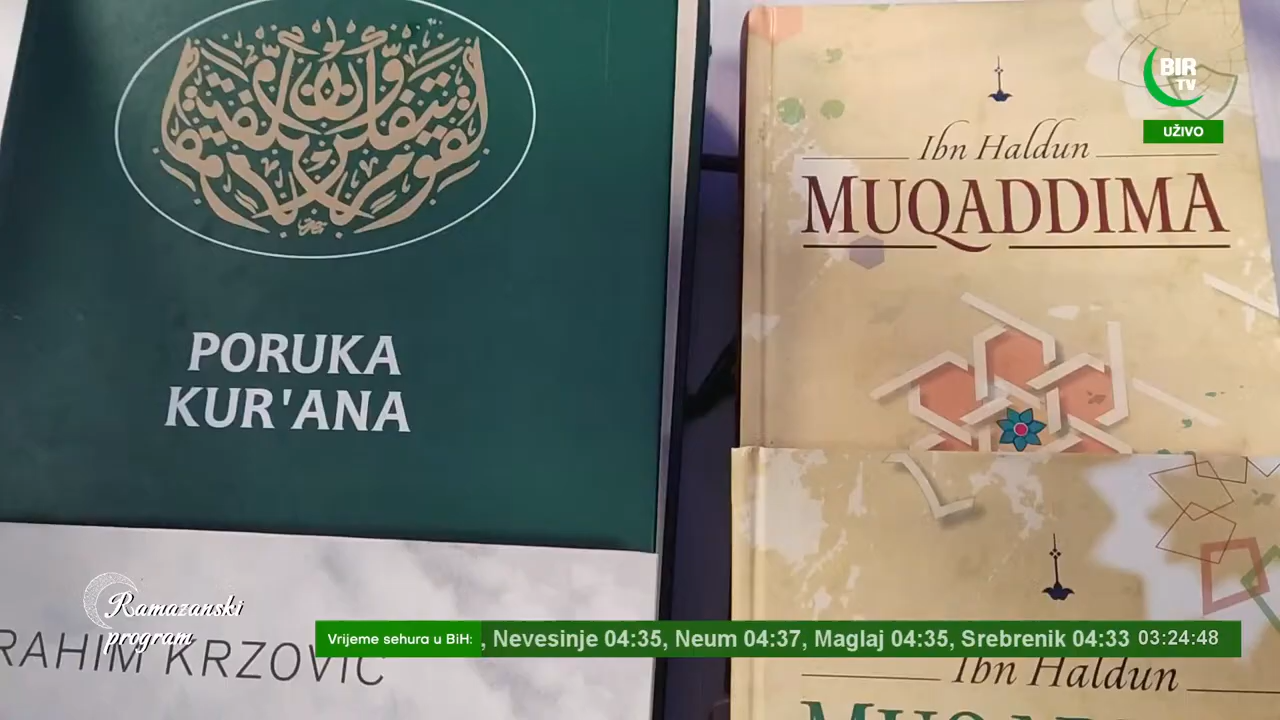 PORUKA
KUR'ANA
RAHIM KRZOVIĆ
Ibn Haldun
MUQADDIMA
Ibn Haldun
BIR
TV
UŽIVO
Ramazanski
program
Vrijeme sehura u BiH: , Nevesinje 04:35, Neum 04:37, Maglaj 04:35, Srebrenik 04:33 03:24:48